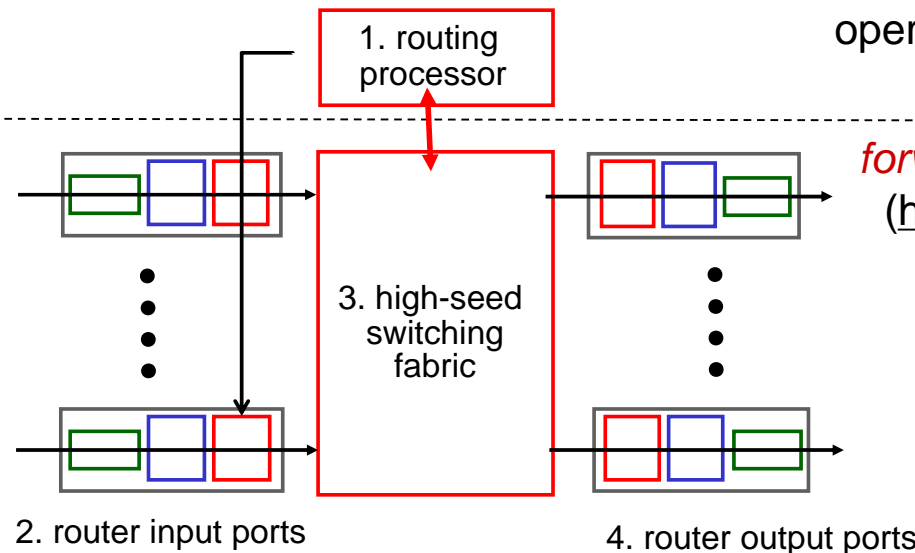 1. routing
processor
oper
forw
(h
3. high-seed
switching
fabric
2. router input ports
4. router output ports